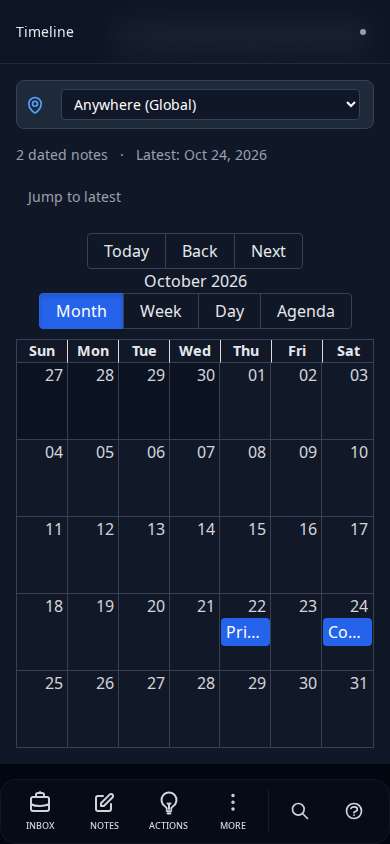 Timeline
Anywhere (Global)
2 dated notes · Latest: Oct 24, 2026
Jump to latest
Today Back Next
October 2026
Month Week Day Agenda
Sun Mon Tue Wed Thu Fri Sat
27 28 29 30 01 02 03
04 05 06 07 08 09 10
11 12 13 14 15 16 17
18 19 20 21 22 23 24
Pri... Co...
25 26 27 28 29 30 31
INBOX NOTES ACTIONS MORE